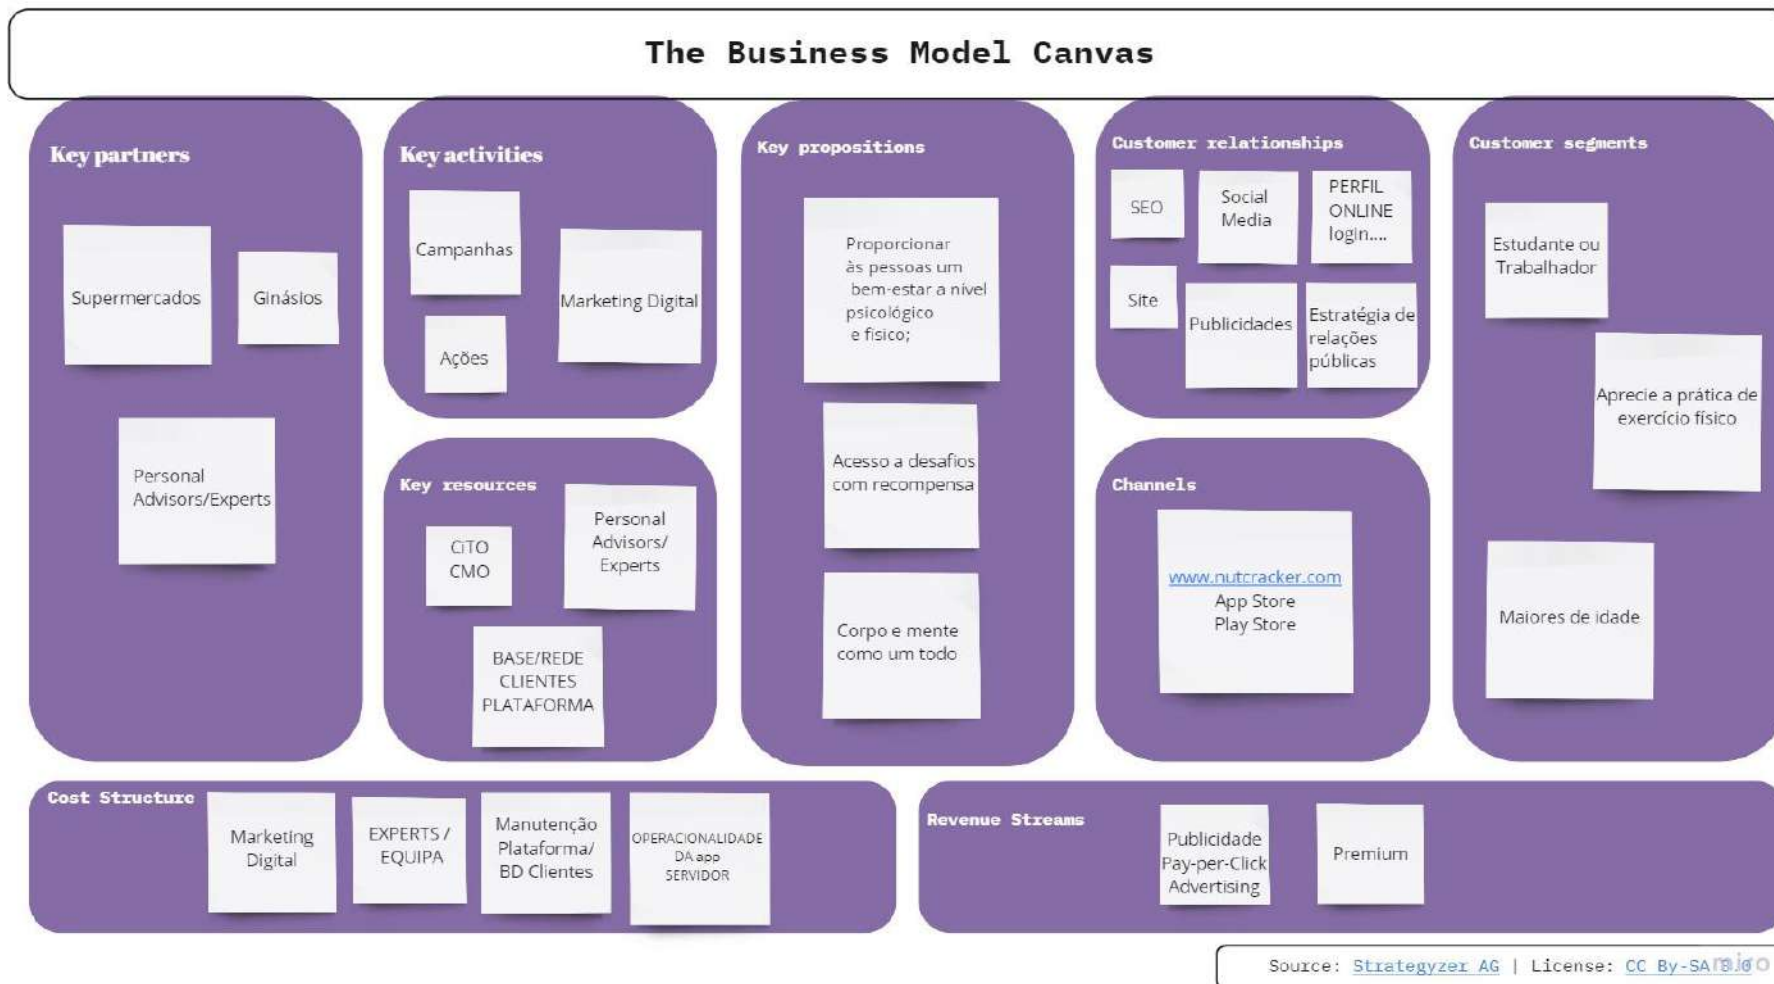 The Business Model Canvas
Key partners
Supermercados
Ginásios
Personal
Advisors/Experts
Key activities
Campanhas
Marketing Digital
Ações
Key resources
CiTO
CMO
Personal
Advisors/
Experts
BASE/REDE
CLIENTES
PLATAFORMA
Key propositions
Proporcionar
às pessoas um
bem-estar a nível
psicológico
e fisico;
Acesso a desafios
com recompensa
Corpo e mente
como um todo
Customer relationships
SEO
Social
Media
PERFIL
ONLINE
login....
Site
Publicidades
Estratégia de
relações
públicas
Channels
www.nutcracker.com
App Store
Play Store
Customer segments
Estudante ou
Trabalhador
Aprecie a prática de
exercício físico
Maiores de idade
Cost Structure
Marketing
Digital
EXPERTS /
EQUIPA
Manutenção
Plataforma/
BD Clientes
OPERACIONALIDADE
DA app
SERVIDOR
Revenue Streams
Publicidade
Pay-per-Click
Advertising
Premium
Source: Strategyzer AG | License: CC By-SA 3.0
miro